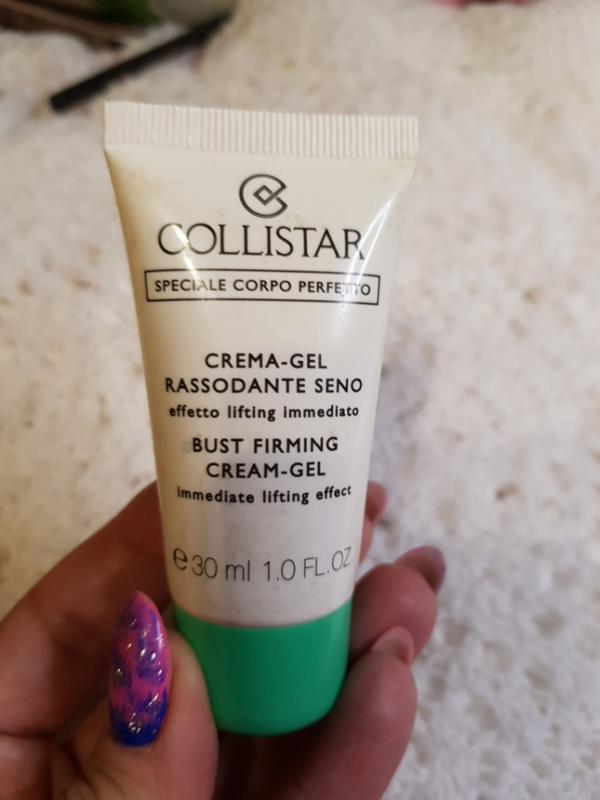 COLLISTAR
SPECIALE CORPO PERFETTO
CREMA-GEL
RASSODANTE SENO
effetto lifting immediato
BUST FIRMING
CREAM-GEL
immediate lifting effect
e 30 ml 1.0 FL.OZ